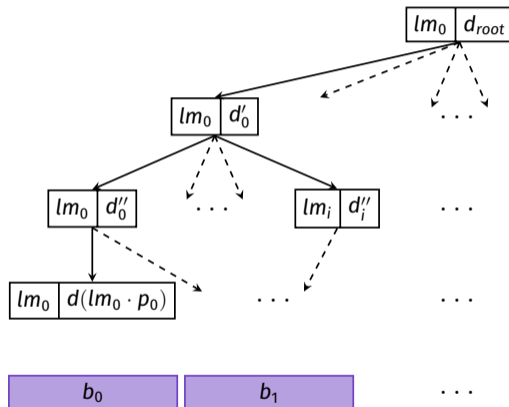 lm₀ d_root
lm₀ d′₀ . . .
lm₀ d″₀ . . . lmᵢ d″ᵢ . . .
lm₀ d(lm₀ · p₀) . . . . . .
b₀ b₁ . . .